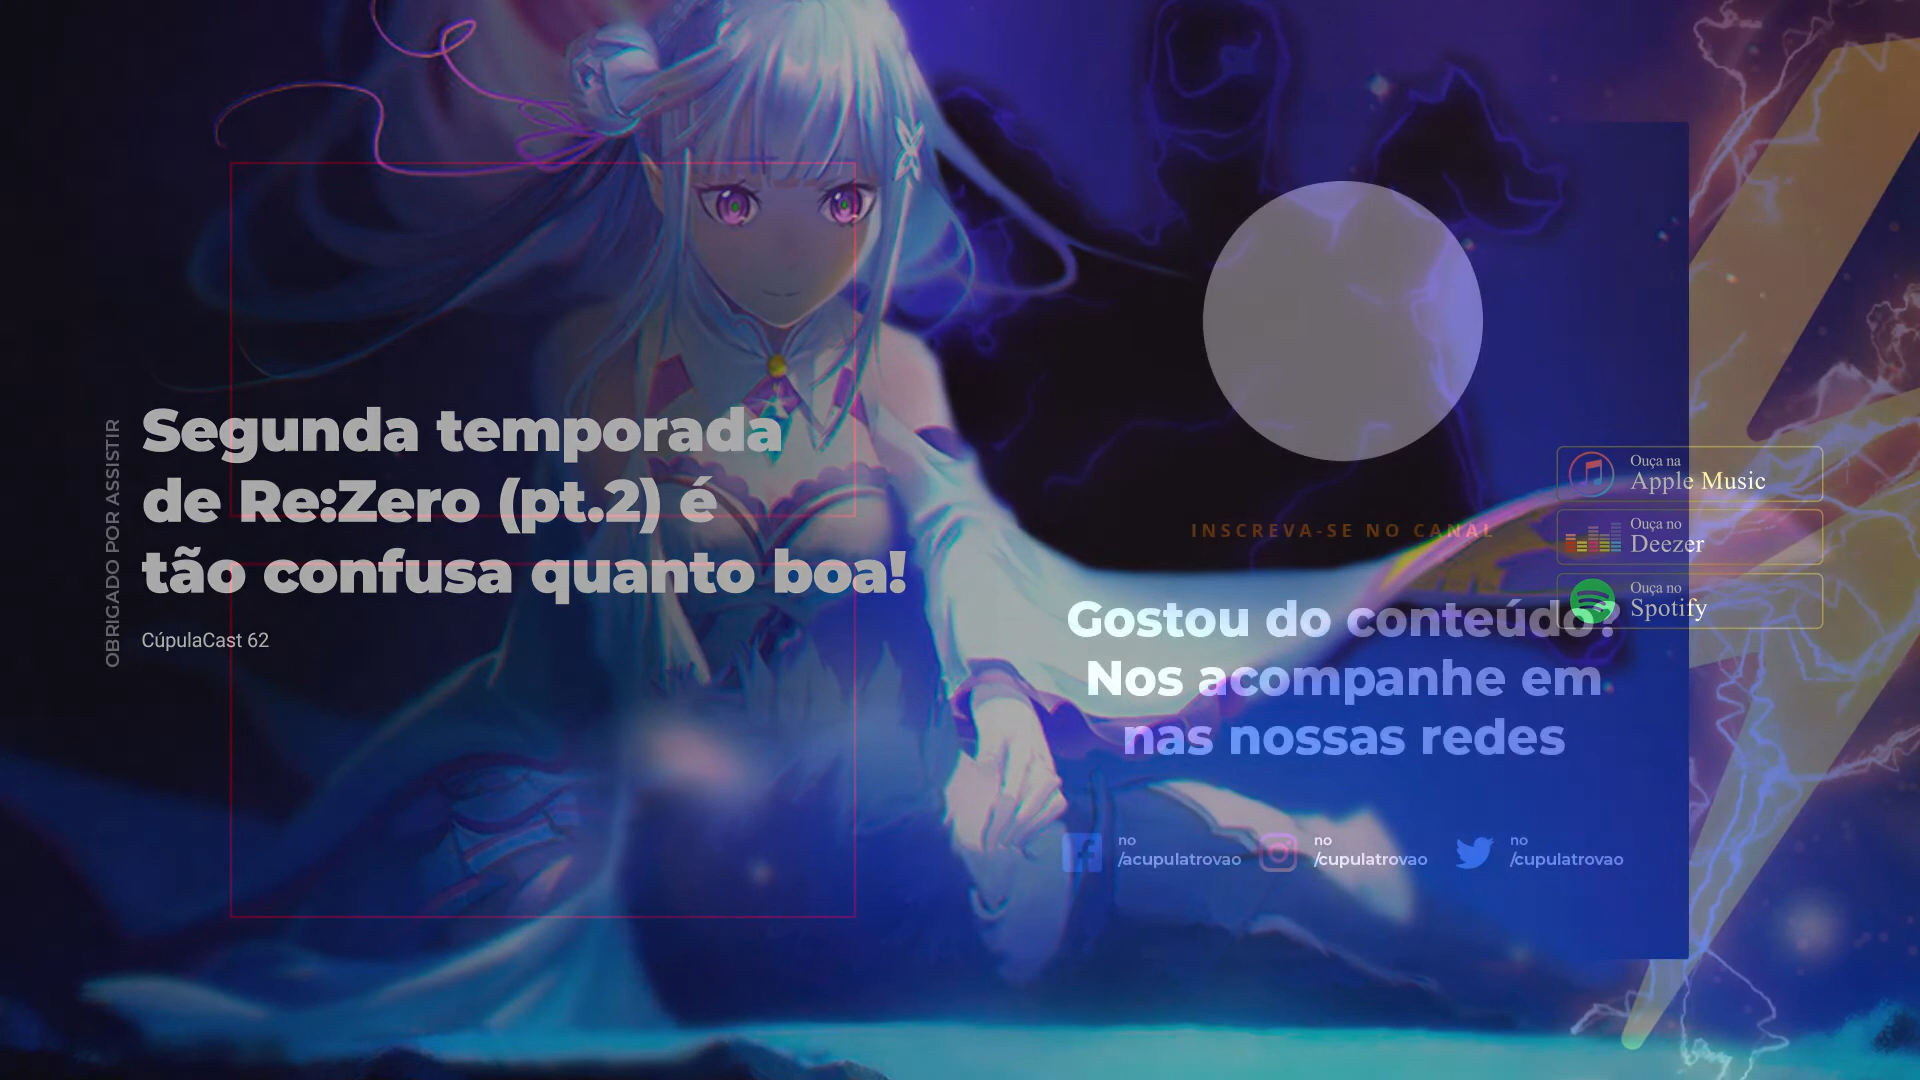 OBRIGADO POR ASSISTIR
Segunda temporada
de Re:Zero (pt.2) é
tão confusa quanto boa!
CúpulaCast 62
INSCREVA-SE NO CANAL
Gostou do conteúdo?
Nos acompanhe em
nas nossas redes
no
/acupulatrovao
no
/cupulatrovao
no
/cupulatrovao
Ouça na
Apple Music
Ouça no
Deezer
Ouça no
Spotify